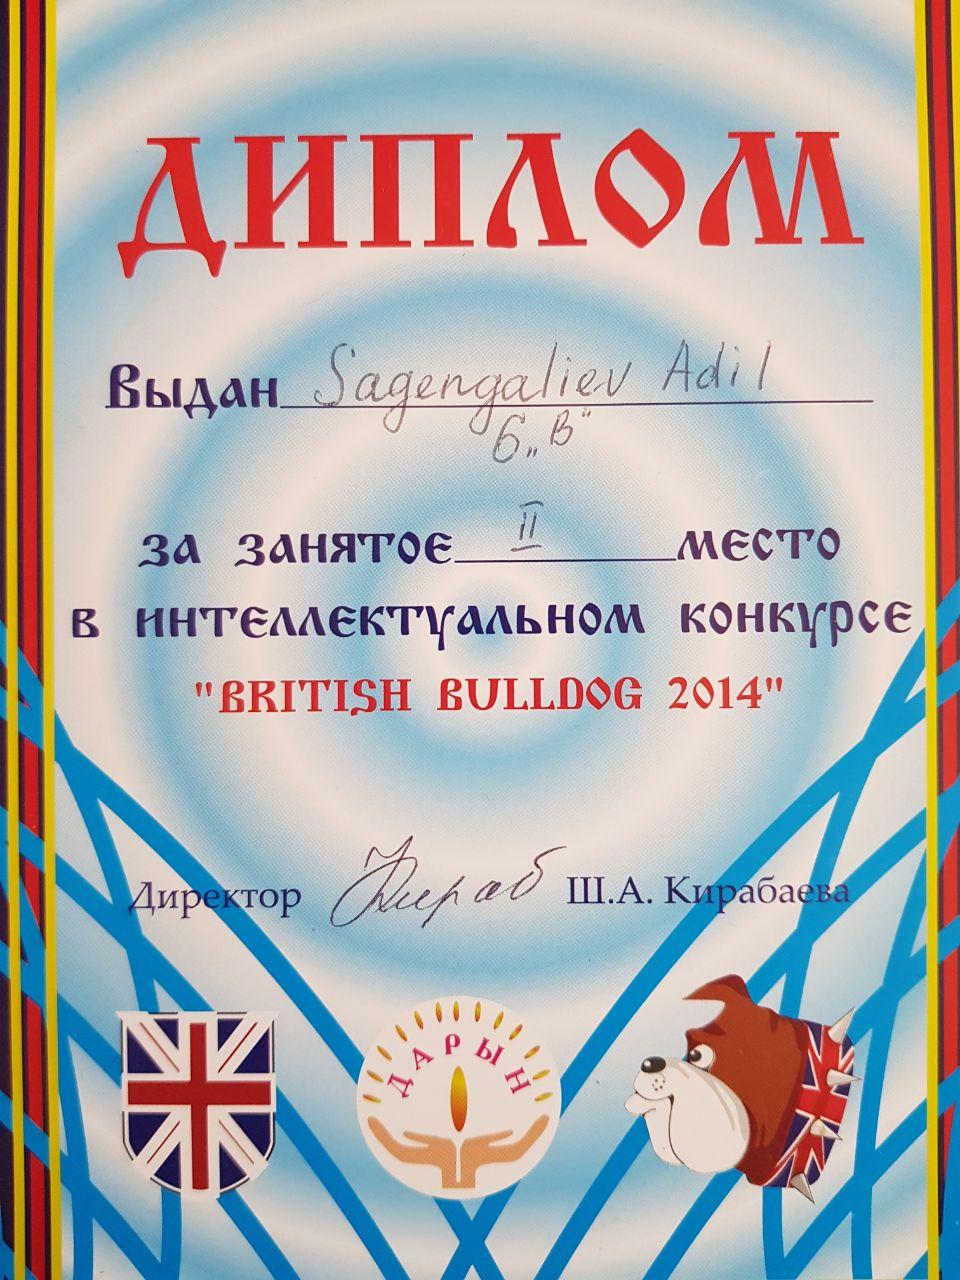 ДИПЛОМ
Выдан Sagengaliev Adil
6 „В"
за занятое II место
в интеллектуальном конкурсе
"BRITISH BULLDOG 2014"
Директор Кираб Ш.А. Кирабаева
ДАРЫН